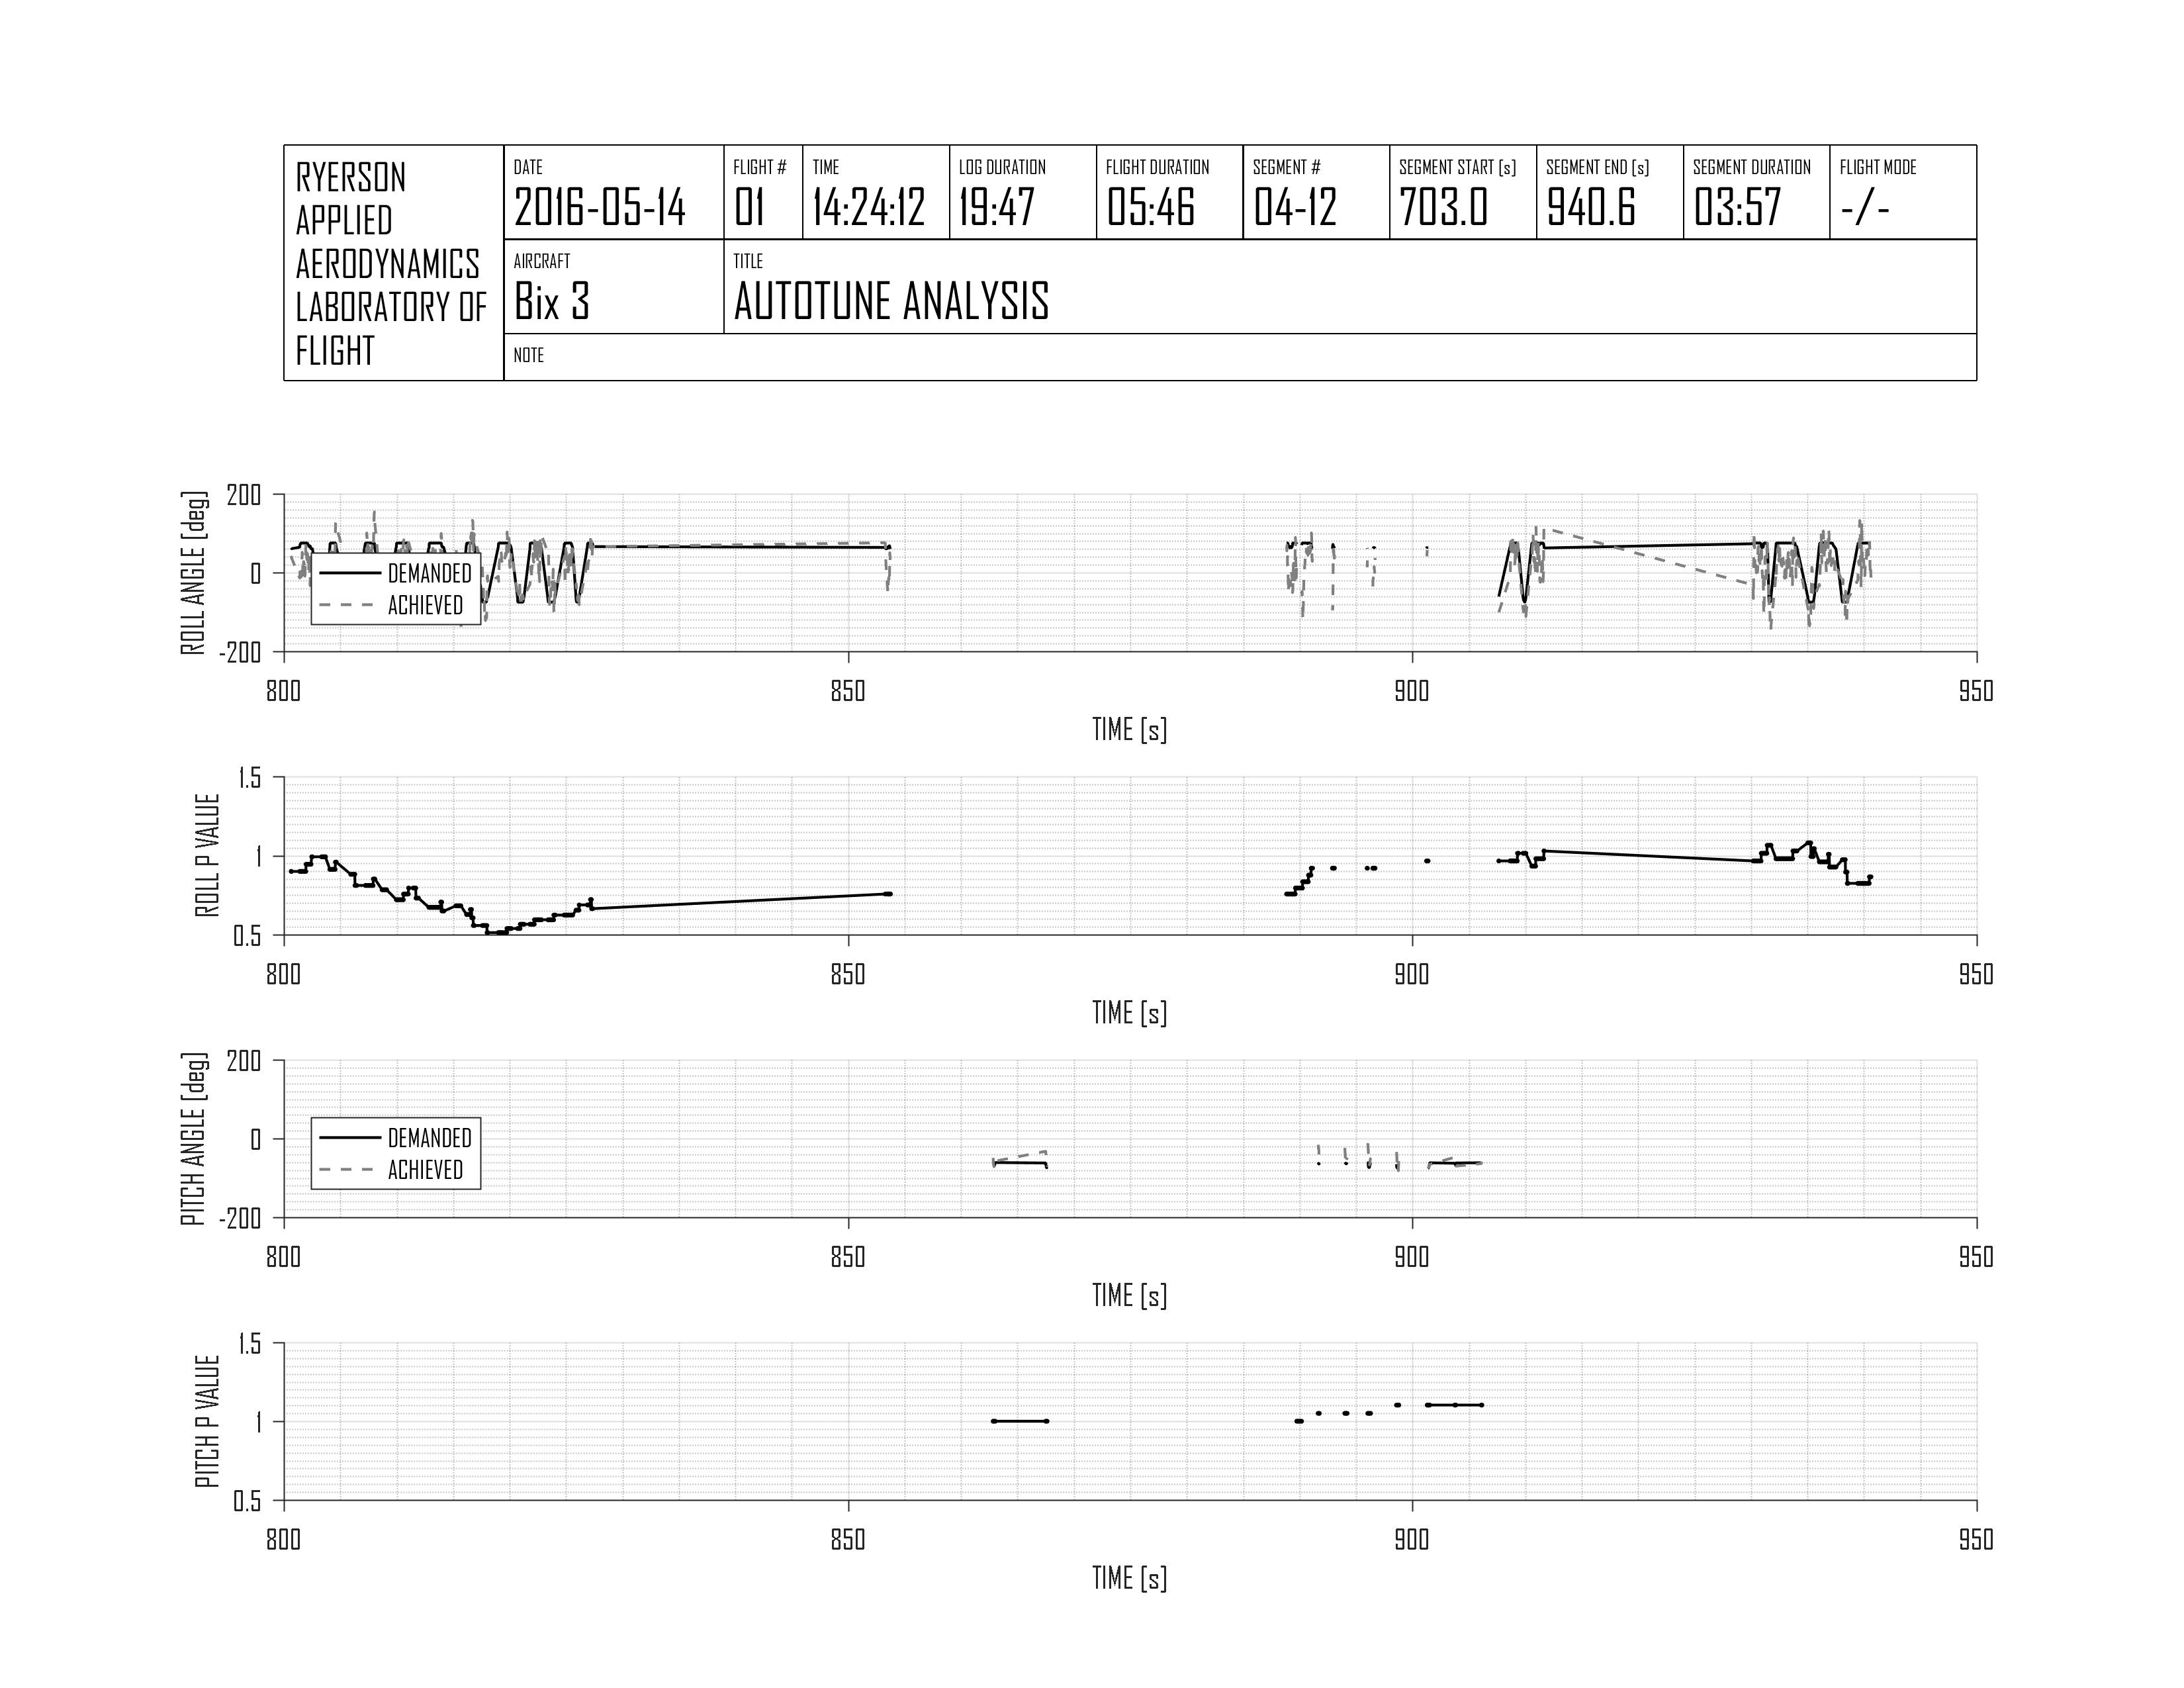 RYERSON
APPLIED
AERODYNAMICS
LABORATORY OF
FLIGHT
DATE
2016-05-14
FLIGHT #
01
TIME
14:24:12
LOG DURATION
19:47
FLIGHT DURATION
05:46
SEGMENT #
04-12
SEGMENT START [s]
703.0
SEGMENT END [s]
940.6
SEGMENT DURATION
03:57
FLIGHT MODE
-/-
AIRCRAFT
Bix 3
TITLE
AUTOTUNE ANALYSIS
NOTE
ROLL ANGLE [deg]
200
0
-200
DEMANDED
ACHIEVED
800 850 900 950
TIME [s]
ROLL P VALUE
1.5
1
0.5
800 850 900 950
TIME [s]
PITCH ANGLE [deg]
200
0
-200
DEMANDED
ACHIEVED
800 850 900 950
TIME [s]
PITCH P VALUE
1.5
1
0.5
800 850 900 950
TIME [s]